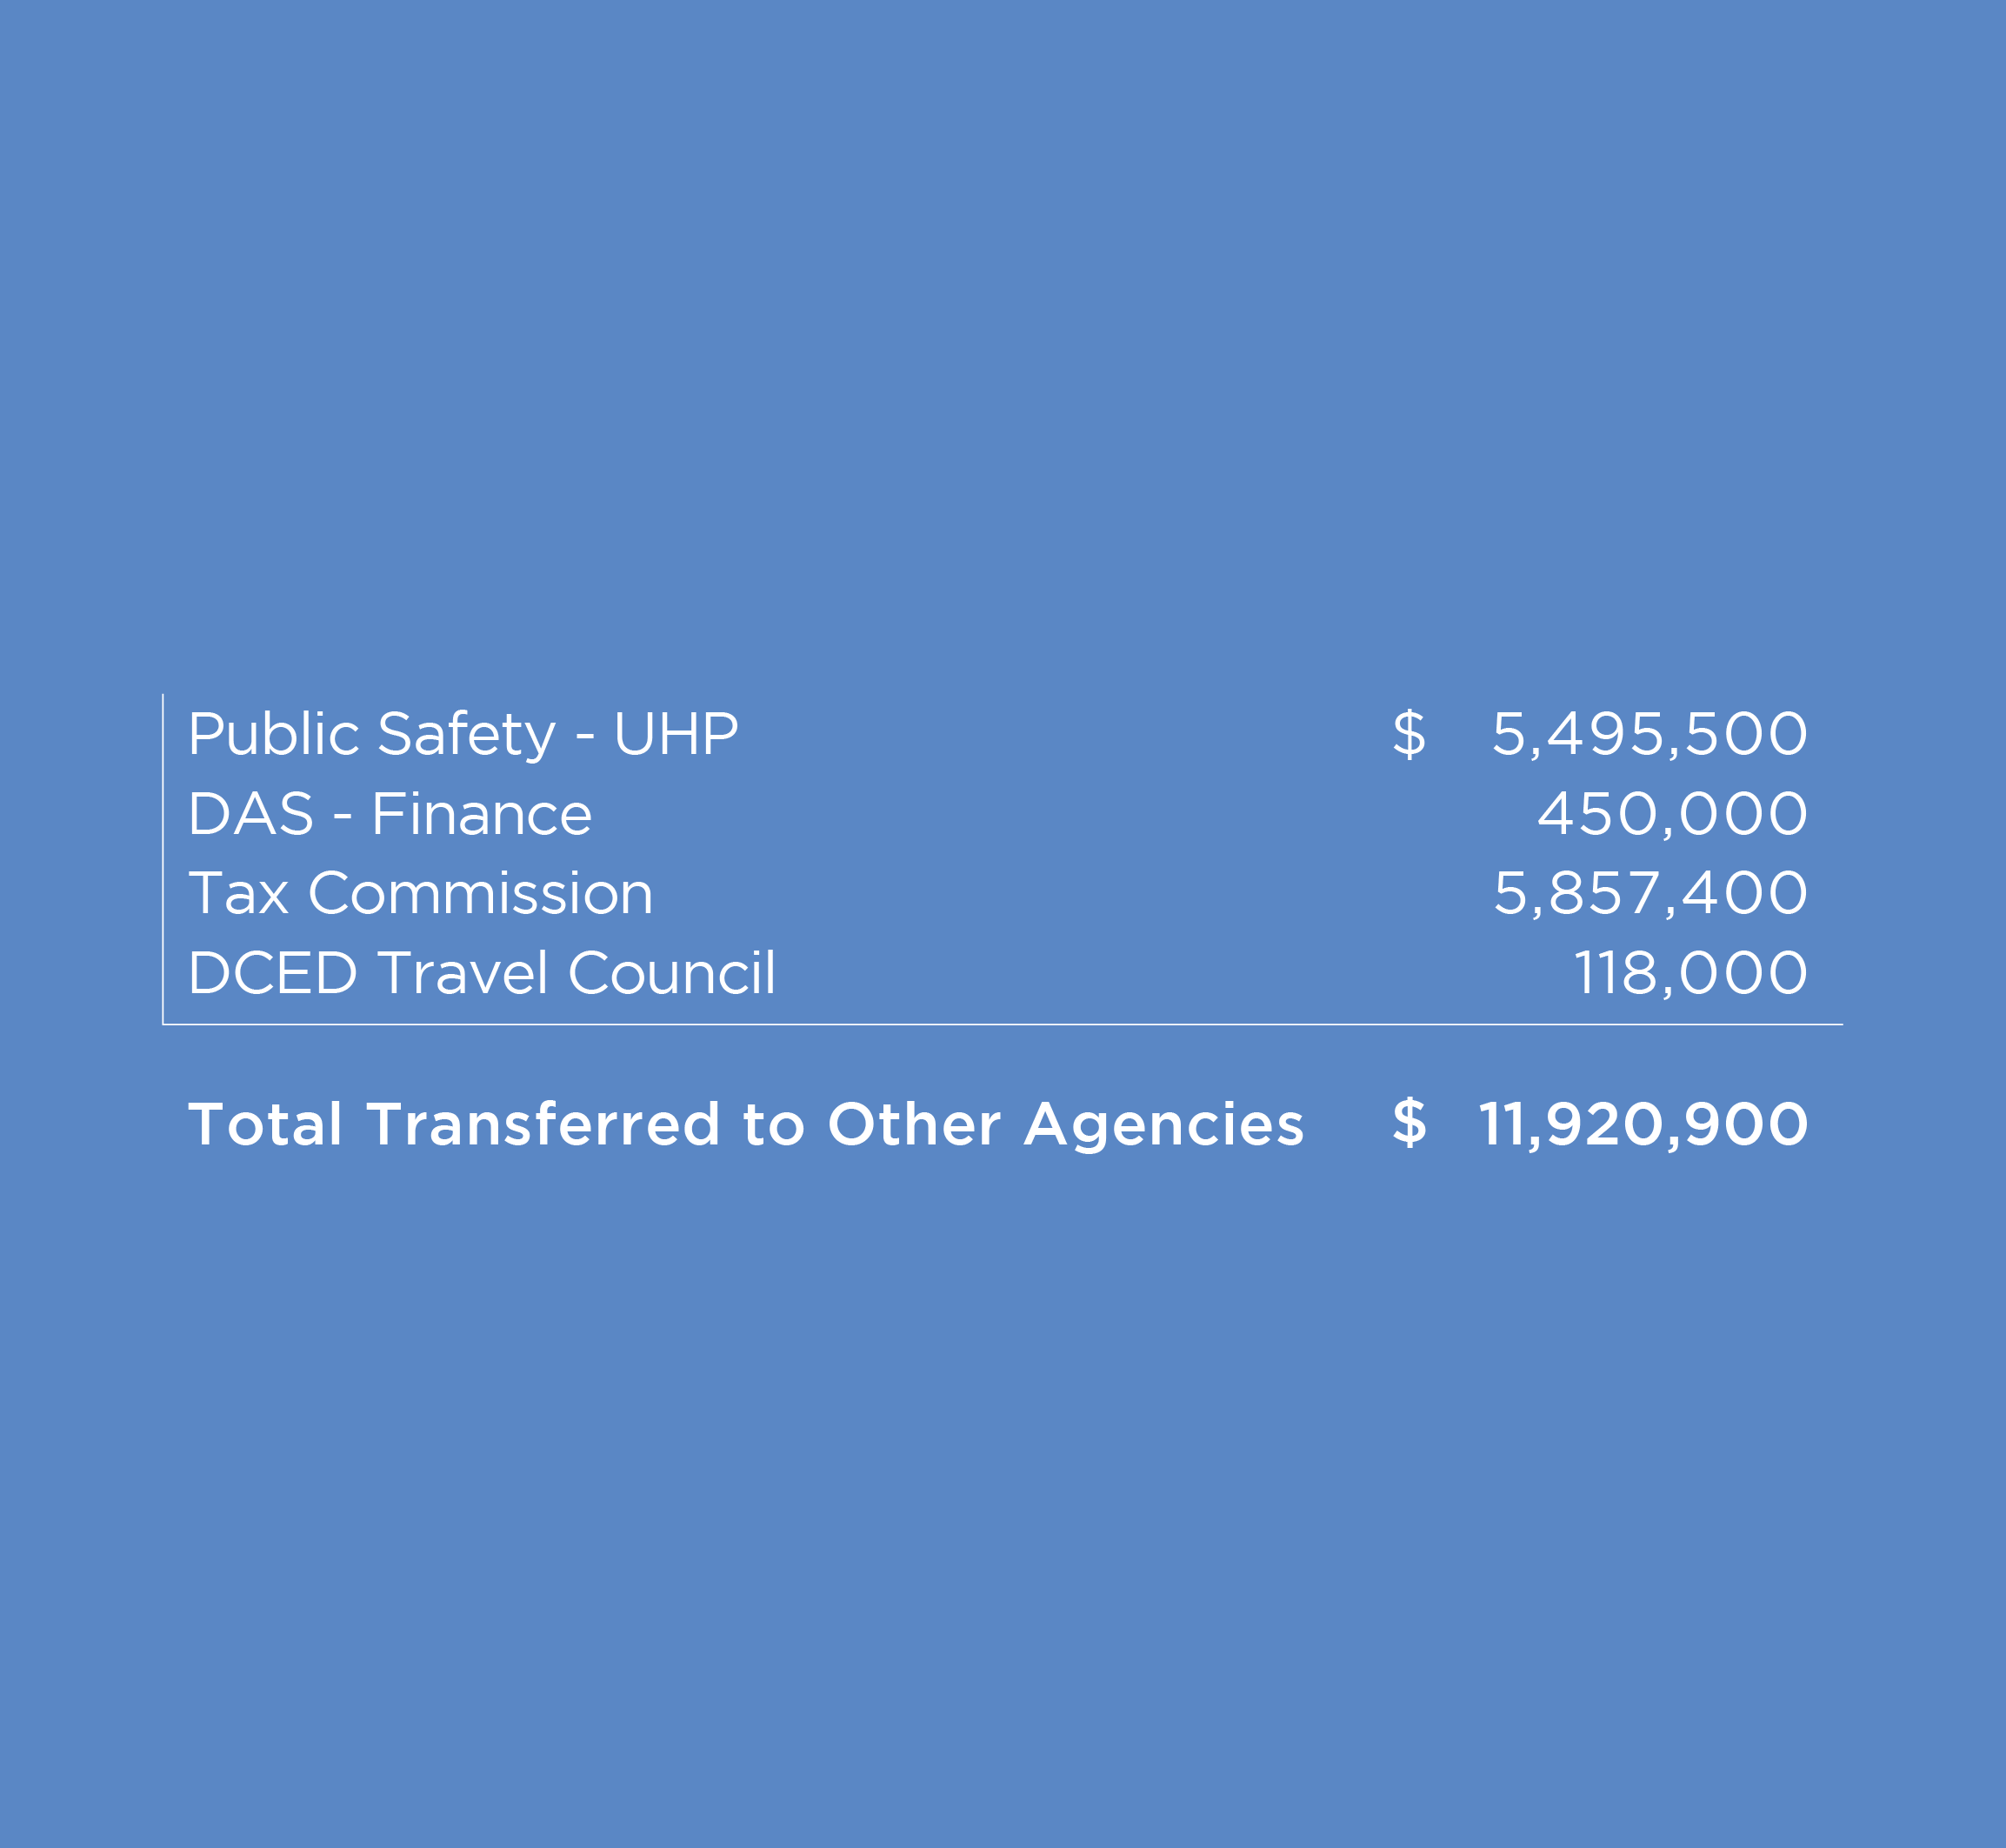 Public Safety - UHP $ 5,495,500
DAS - Finance 450,000
Tax Commission 5,857,400
DCED Travel Council 118,000
Total Transferred to Other Agencies $ 11,920,900